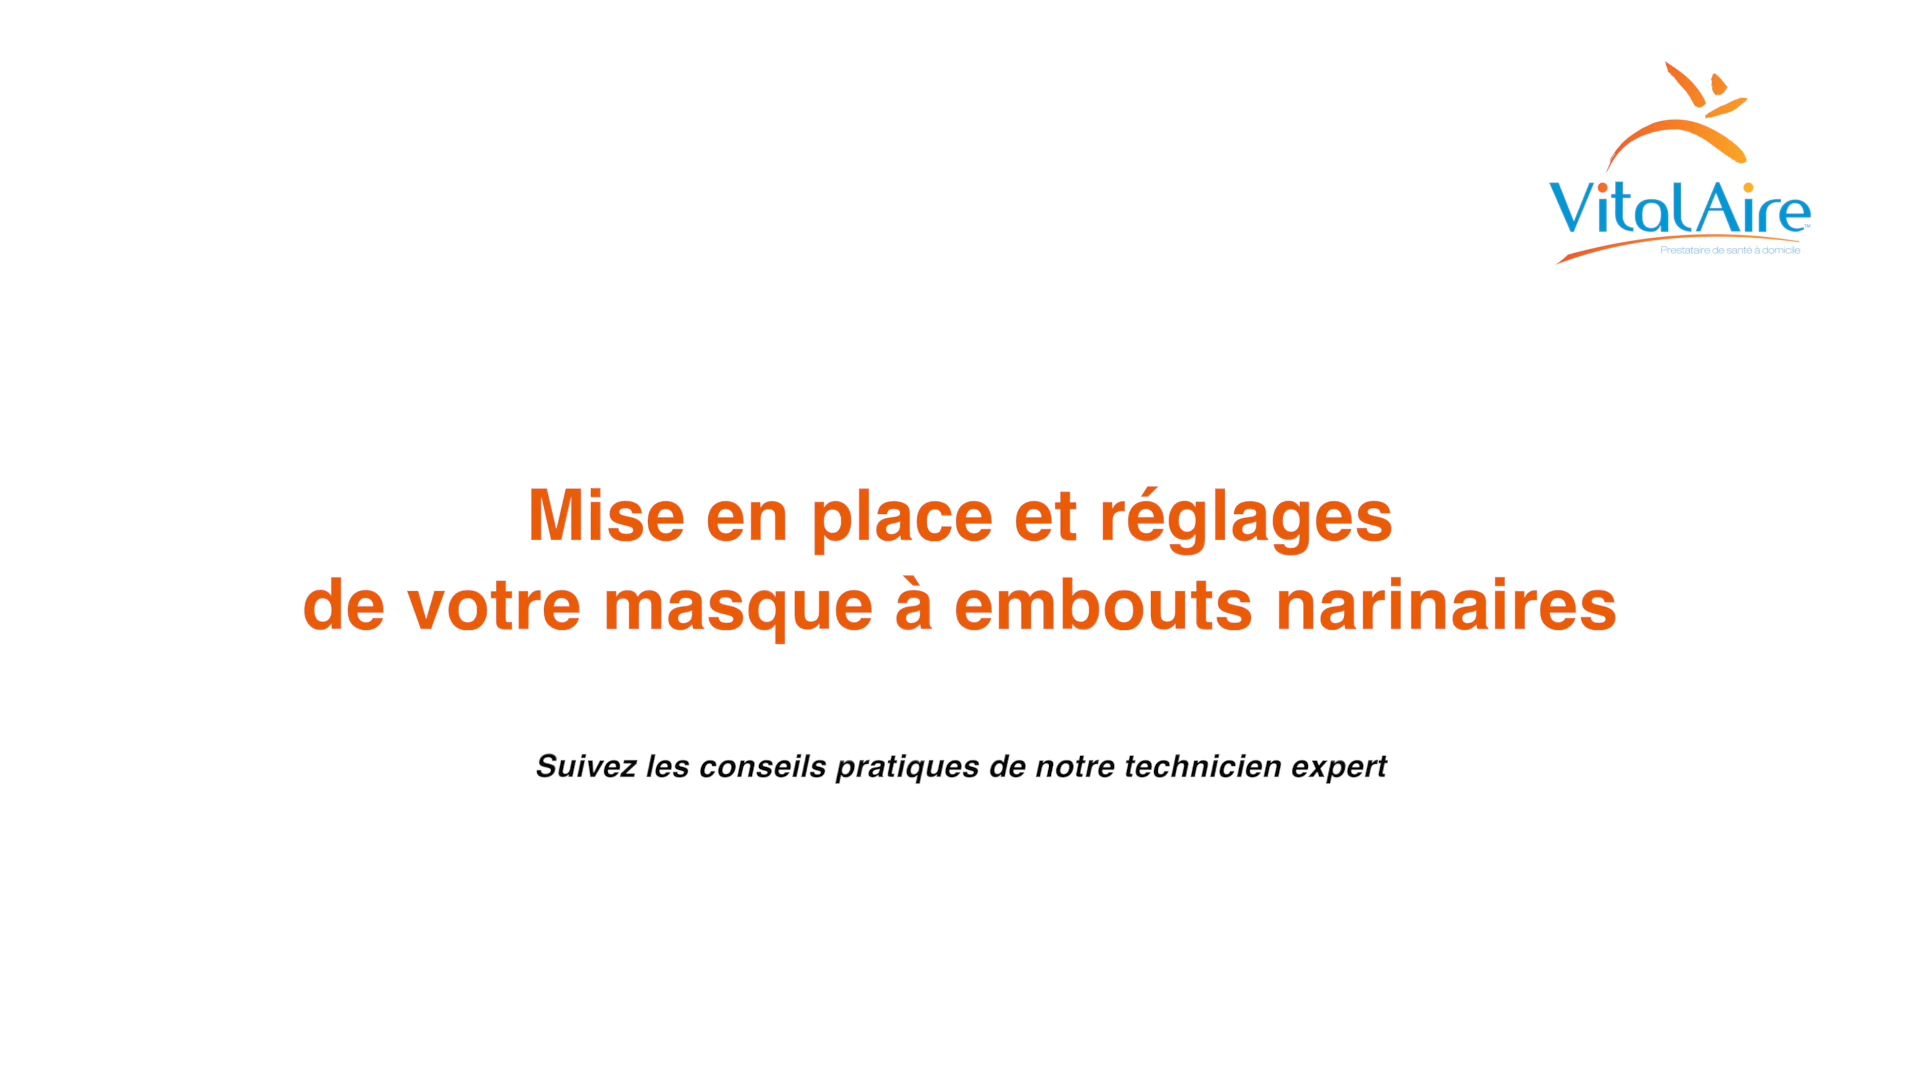 VitalAire™
Prestataire de santé à domicile
Mise en place et réglages
de votre masque à embouts narinaires
Suivez les conseils pratiques de notre technicien expert